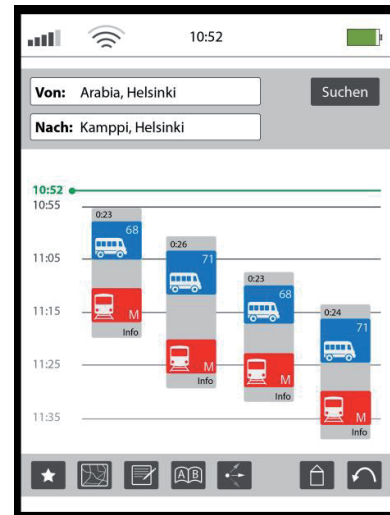 10:52
Von: Arabia, Helsinki
Suchen
Nach: Kamppi, Helsinki
10:52
10:55
0:23
68
0:26
11:05
71
0:23
68
11:15
M
Info
0:24
71
11:25
M
Info
M
Info
11:35
M
Info
A B